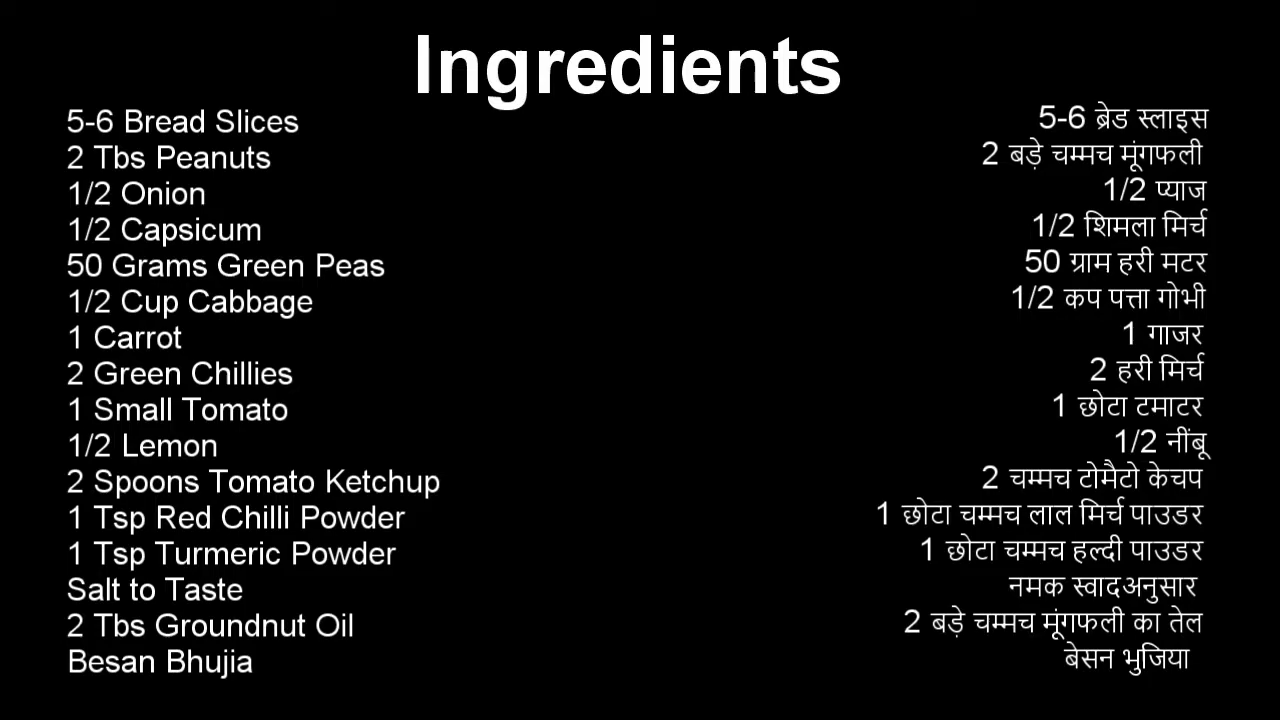 Ingredients
5-6 Bread Slices
2 Tbs Peanuts
1/2 Onion
1/2 Capsicum
50 Grams Green Peas
1/2 Cup Cabbage
1 Carrot
2 Green Chillies
1 Small Tomato
1/2 Lemon
2 Spoons Tomato Ketchup
1 Tsp Red Chilli Powder
1 Tsp Turmeric Powder
Salt to Taste
2 Tbs Groundnut Oil
Besan Bhujia
5-6 ब्रेड स्लाइस
2 बड़े चम्मच मूंगफली
1/2 प्याज
1/2 शिमला मिर्च
50 ग्राम हरी मटर
1/2 कप पत्ता गोभी
1 गाजर
2 हरी मिर्च
1 छोटा टमाटर
1/2 नींबू
2 चम्मच टोमैटो केचप
1 छोटा चम्मच लाल मिर्च पाउडर
1 छोटा चम्मच हल्दी पाउडर
नमक स्वादअनुसार
2 बड़े चम्मच मूंगफली का तेल
बेसन भुजिया